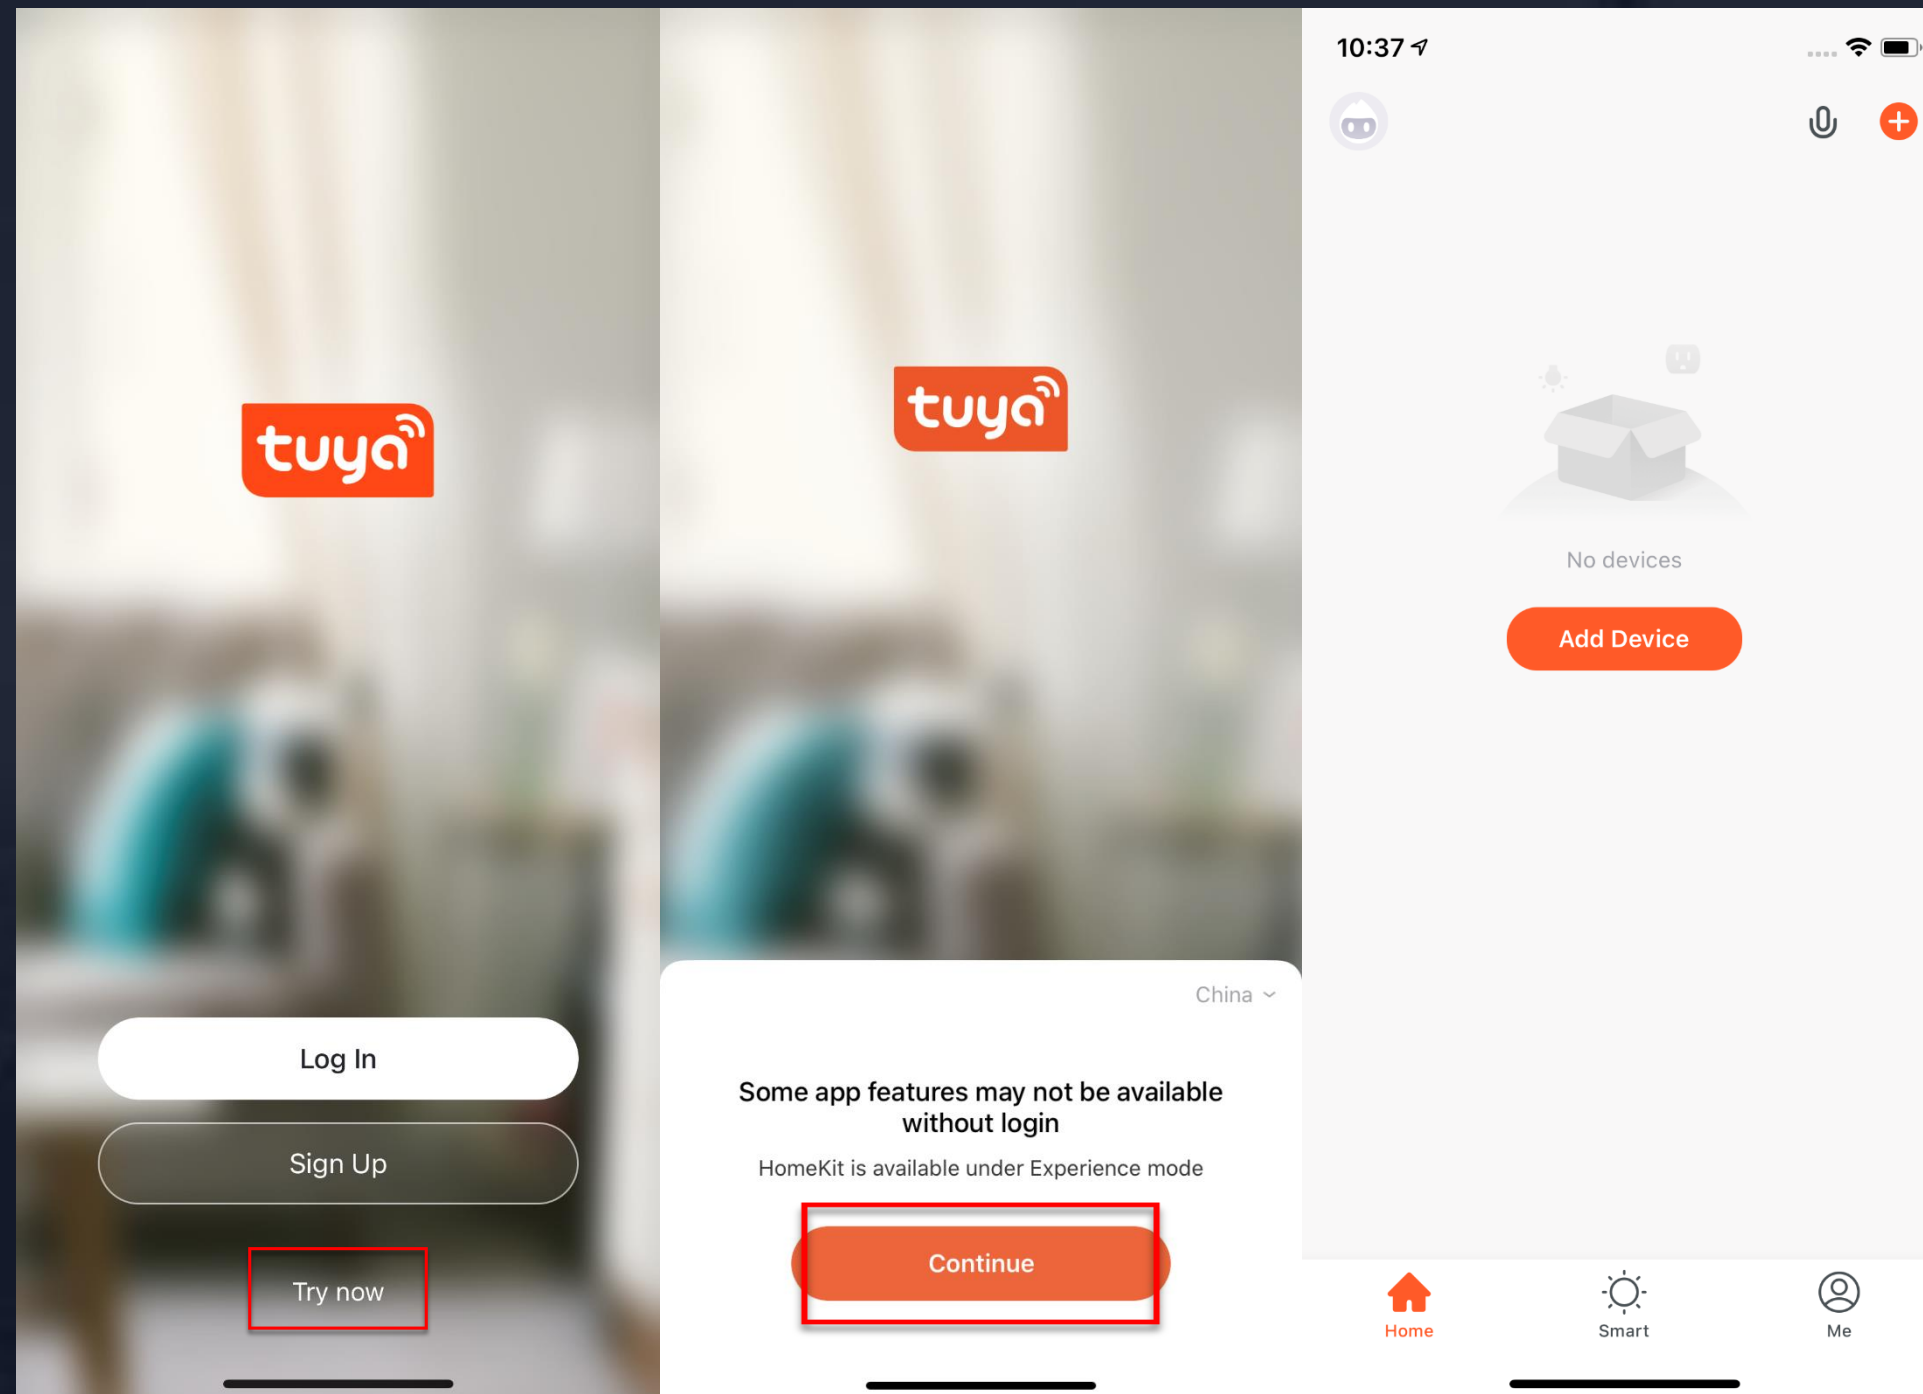 tuya
Log In
Sign Up
Try now
tuya
China
Some app features may not be available
without login
HomeKit is available under Experience mode
Continue
10:37
No devices
Add Device
Home
Smart
Me